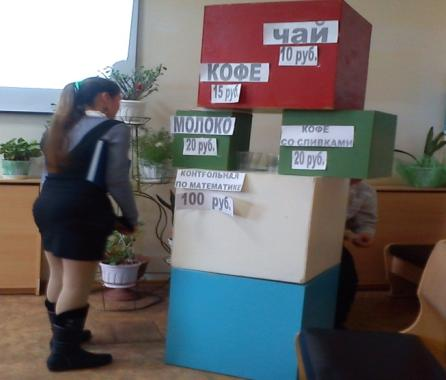 ЧАЙ
10 руб.
КОФЕ
15 руб
МОЛОКО
20 руб.
КОФЕ
СО СЛИВКАМИ
20 руб.
КОНТРОЛЬНАЯ
ПО МАТЕМАТИКЕ
100 руб.